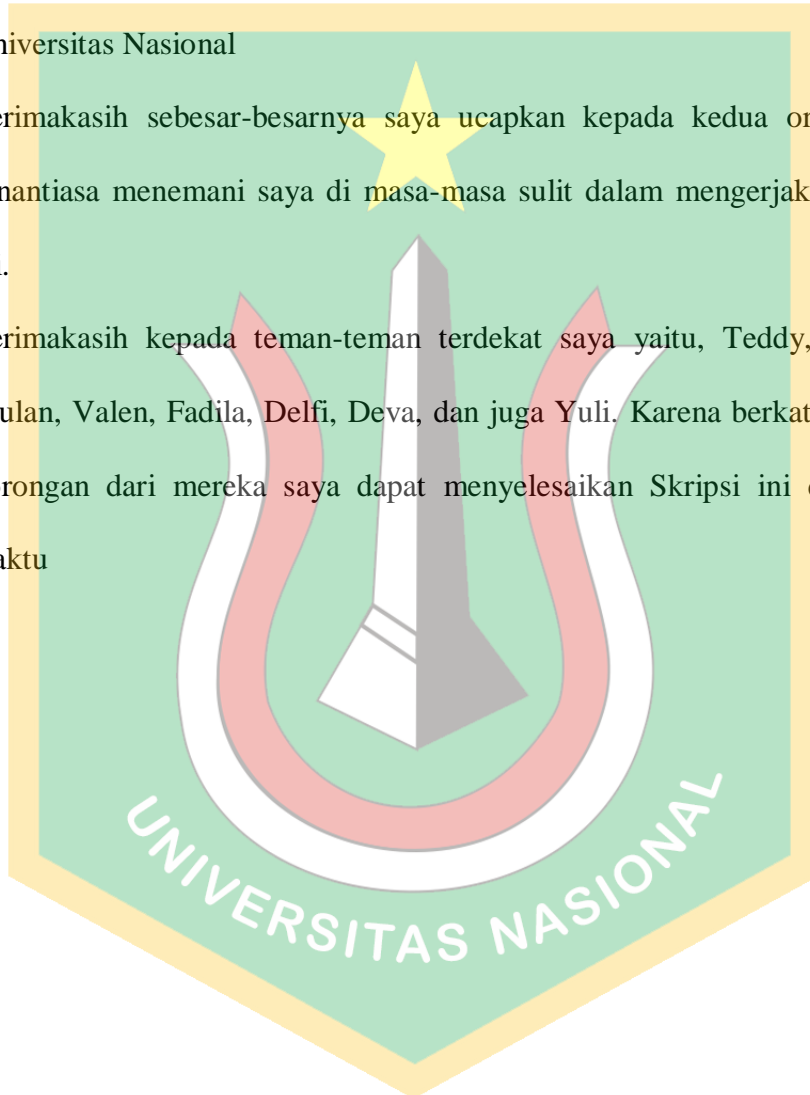 niversitas Nasional
erimakasih sebesar-besarnya saya ucapkan kepada kedua or
nantiasa menemani saya di masa-masa sulit dalam mengerjak
i.
erimakasih kepada teman-teman terdekat saya yaitu, Teddy,
ulan, Valen, Fadila, Delfi, Deva, dan juga Yuli. Karena berkat
orongan dari mereka saya dapat menyelesaikan Skripsi ini
aktu
UNIVERSITAS NASIONAL